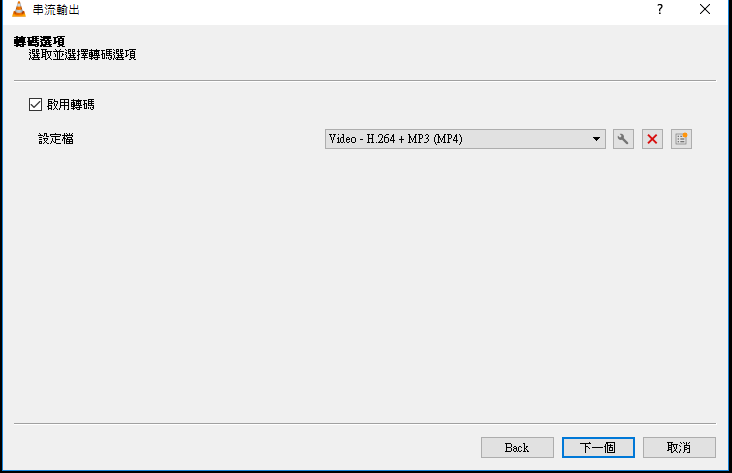 串流輸出
?
轉碼選項
選取並選擇轉碼選項
啟用轉碼
設定檔
Video - H.264 + MP3 (MP4)
Back
下一個
取消